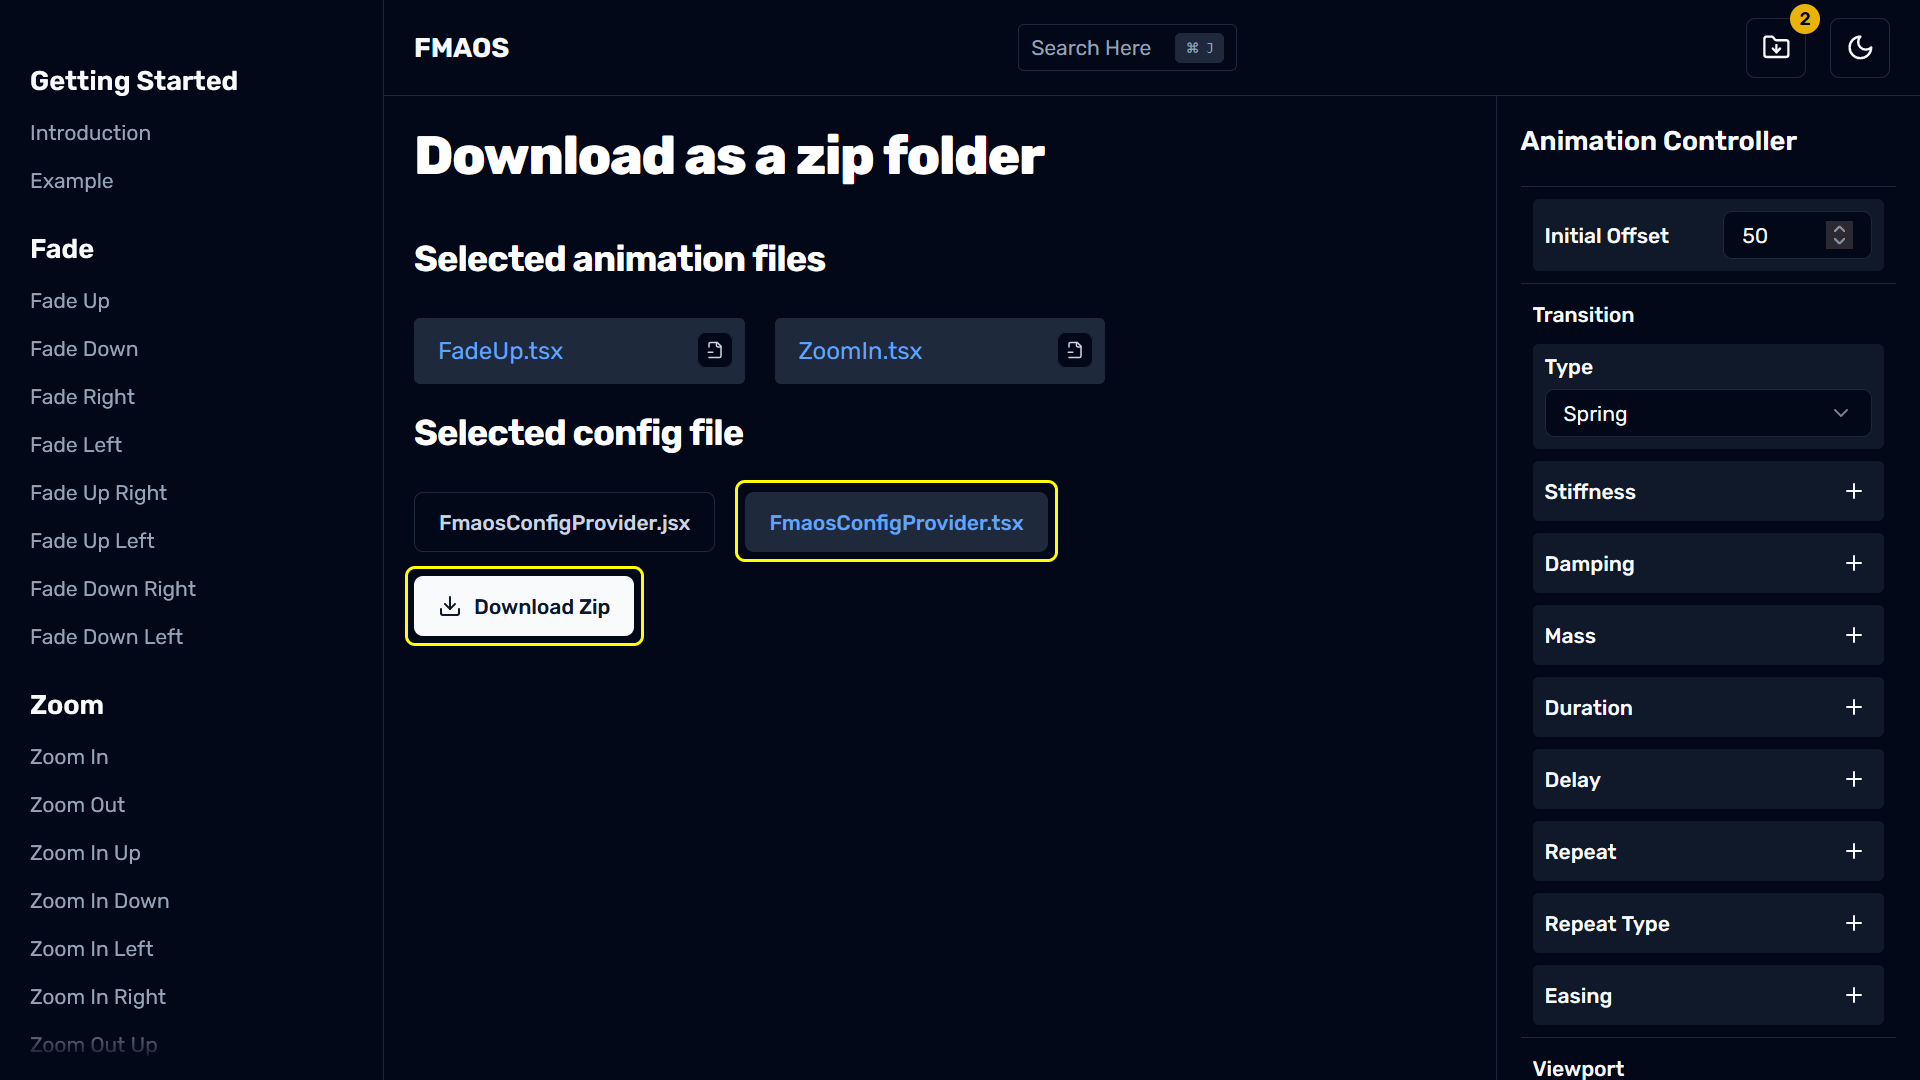 Getting Started
Introduction
Example
Fade
Fade Up
Fade Down
Fade Right
Fade Left
Fade Up Right
Fade Up Left
Fade Down Right
Fade Down Left
Zoom
Zoom In
Zoom Out
Zoom In Up
Zoom In Down
Zoom In Left
Zoom In Right
Zoom Out Up
FMAOS
Search Here ⌘ J
2
Download as a zip folder
Selected animation files
FadeUp.tsx
ZoomIn.tsx
Selected config file
FmaosConfigProvider.jsx
FmaosConfigProvider.tsx
Download Zip
Animation Controller
Initial Offset 50
Transition
Type
Spring
Stiffness
Damping
Mass
Duration
Delay
Repeat
Repeat Type
Easing
Viewport